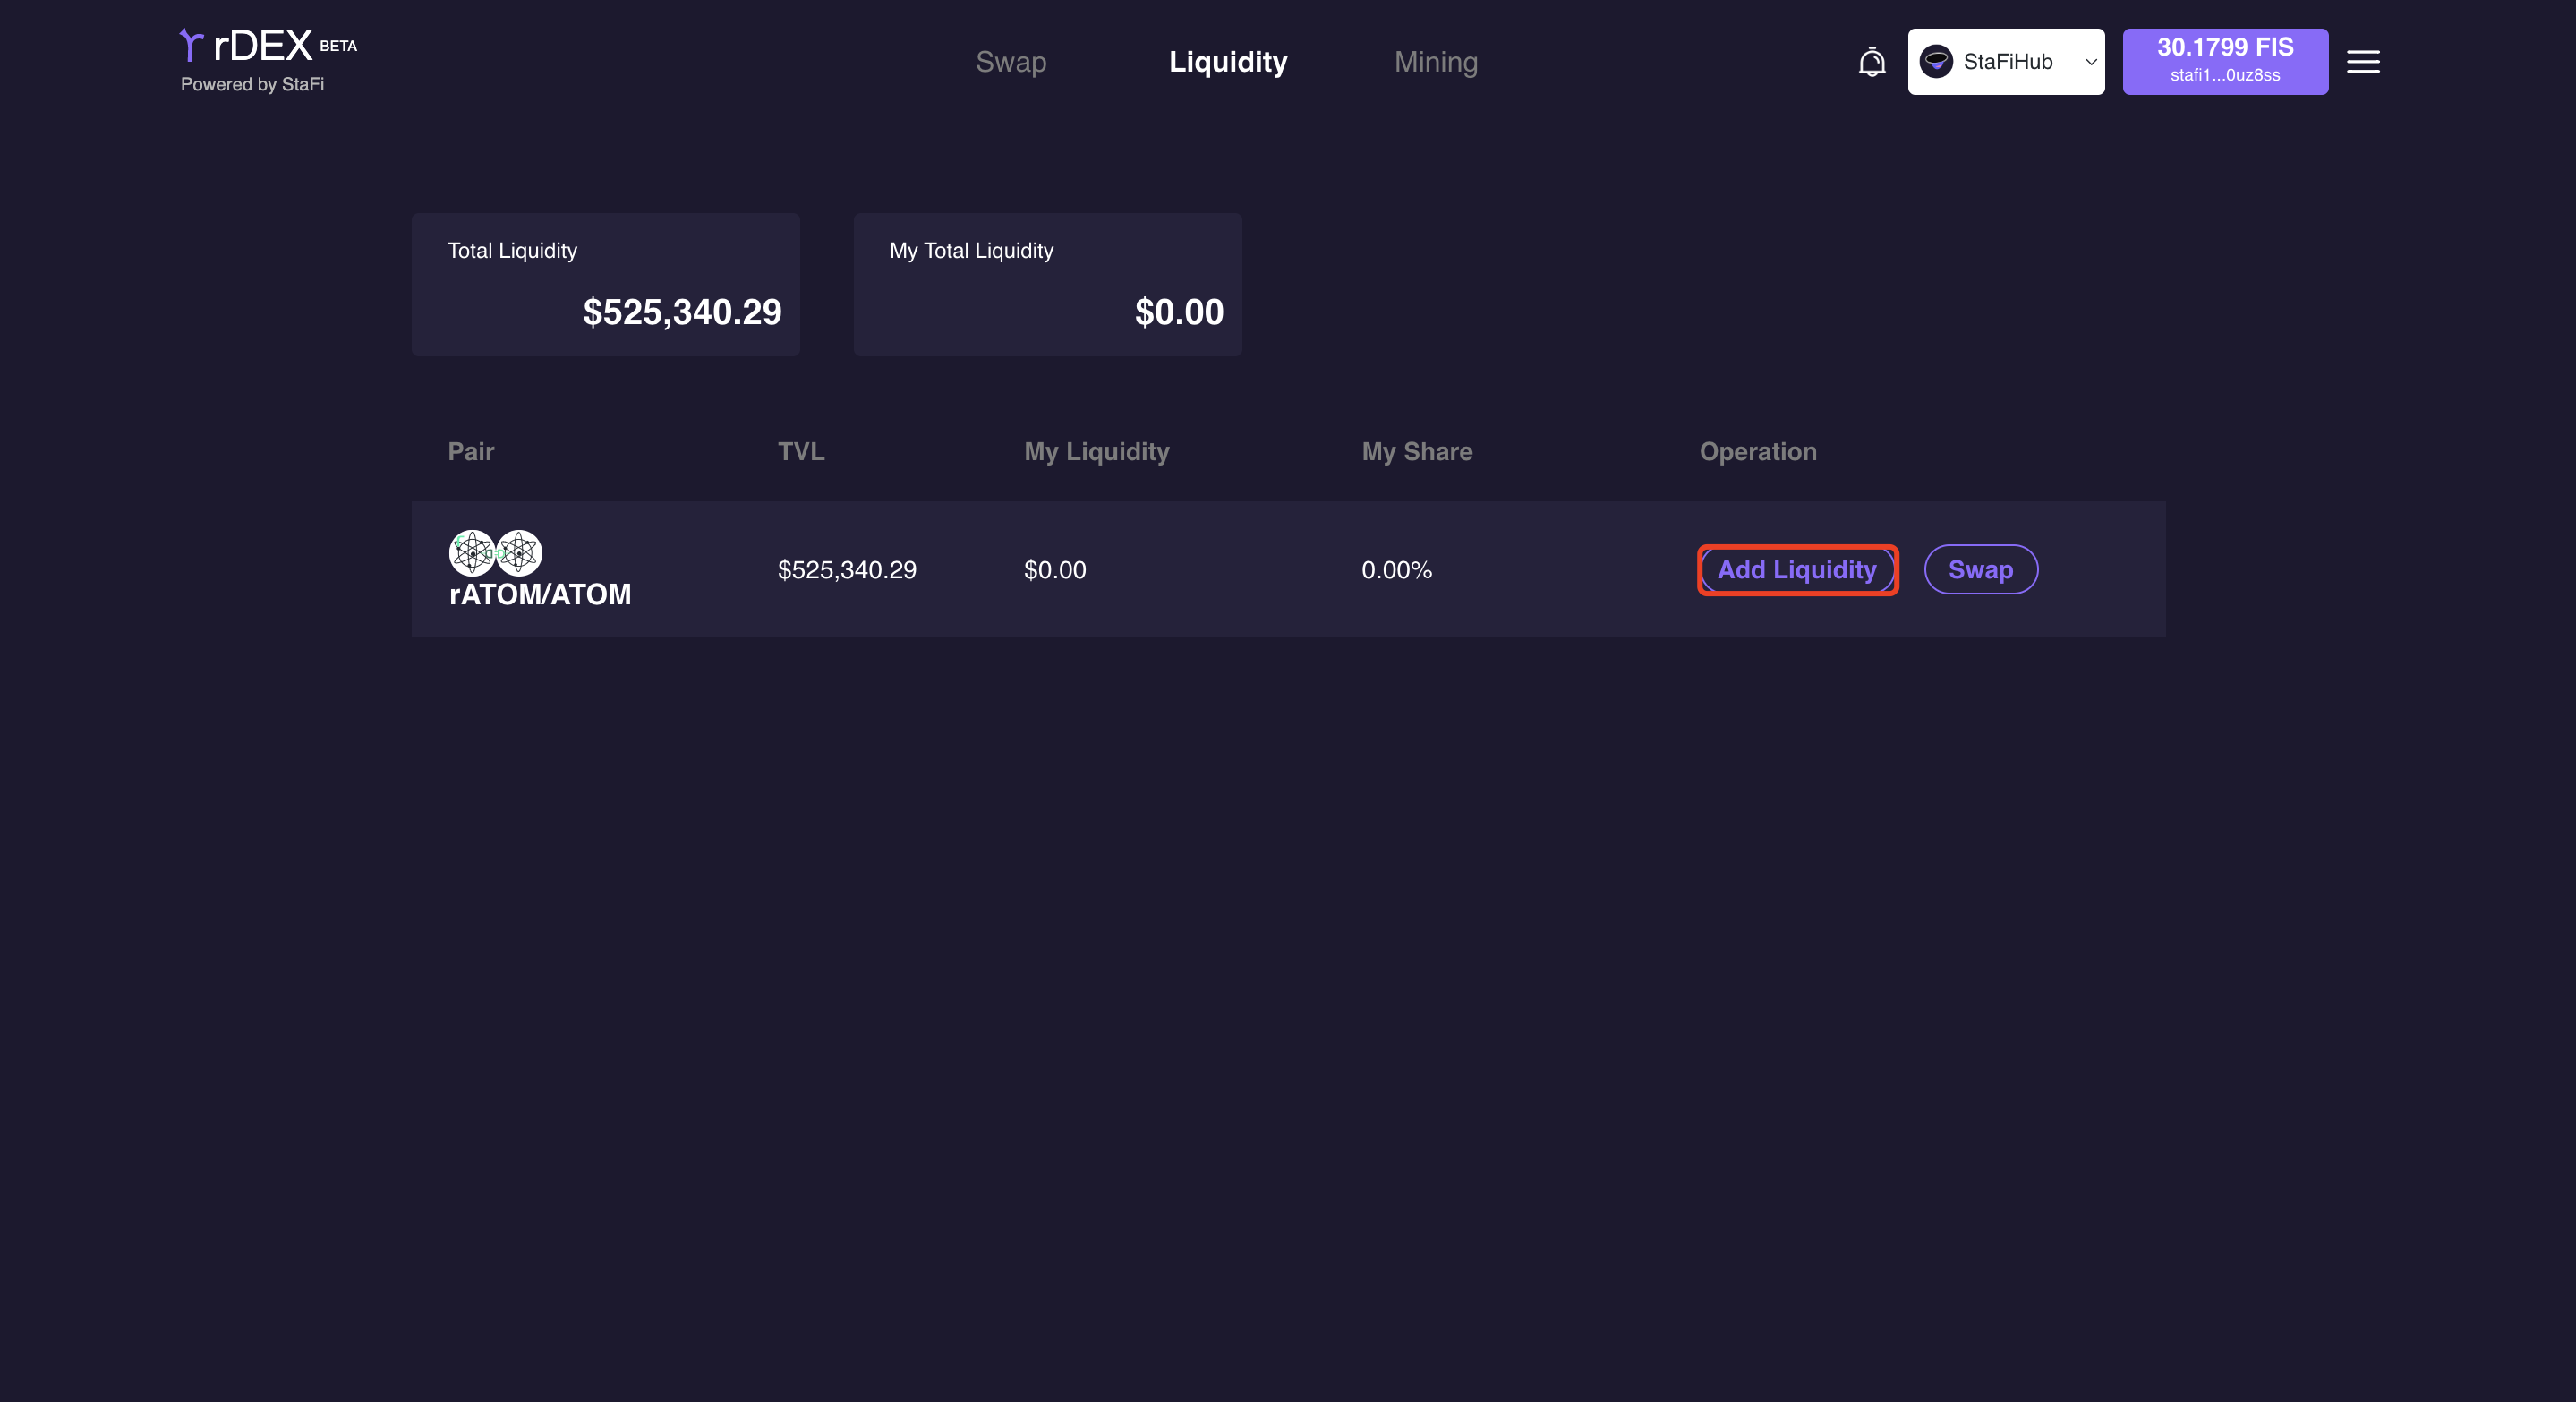 rDEX BETA
Powered by StaFi
Swap
Liquidity
Mining
StaFiHub
30.1799 FIS
stafi1...0uz8ss
Total Liquidity
$525,340.29
My Total Liquidity
$0.00
Pair TVL My Liquidity My Share Operation
rATOM/ATOM $525,340.29 $0.00 0.00% Add Liquidity Swap